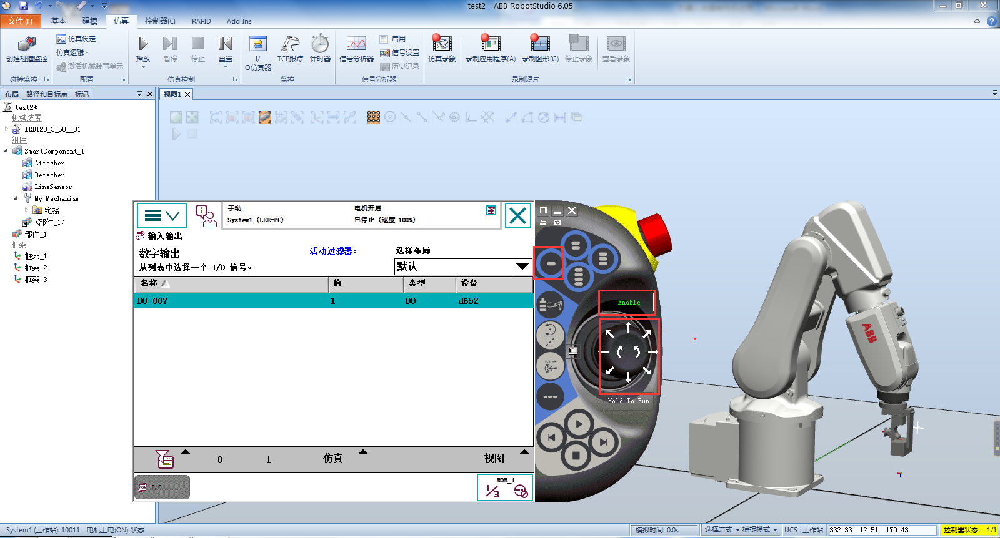 test2 - ABB RobotStudio 6.05
文件(F) 基本 建模 仿真 控制器(C) RAPID Add-Ins
创建碰撞监控
碰撞监控
仿真设定
仿真逻辑
激活机械装置单元
配置
播放 暂停 停止 重置
仿真控制
I/
O仿真器
TCP跟踪 计时器
监控
信号分析器
启用
信号设置
历史记录
信号分析器
仿真录象 录制应用程序(A) 录制图形(G) 停止录象 查看录象
录制短片
布局 路径和目标点 标记
视图1
test2*
机械装置
IRB120_3_58__01
组件
SmartComponent_1
Attacher
Detacher
LineSensor
My_Mechanism
链接
<部件_1>
部件_1
框架
框架_1
框架_2
框架_3
手动
System1 (LEE-PC)
电机开启
已停止 (速度 100%)
输入输出
数字输出
从列表中选择一个 I/O 信号。
活动过滤器:
选择布局
默认
名称 值 类型 设备
DO_007 1 DO d652
0 1 仿真 视图
I/O
ROB_1
1/3
Enable
Hold To Run
ABB
System1 (工作站): 10011 - 电机上电(ON) 状态
模拟时间: 0.0s
选择方式 捕捉模式
UCS : 工作站
332.33 12.51 170.43
控制器状态: 1/1